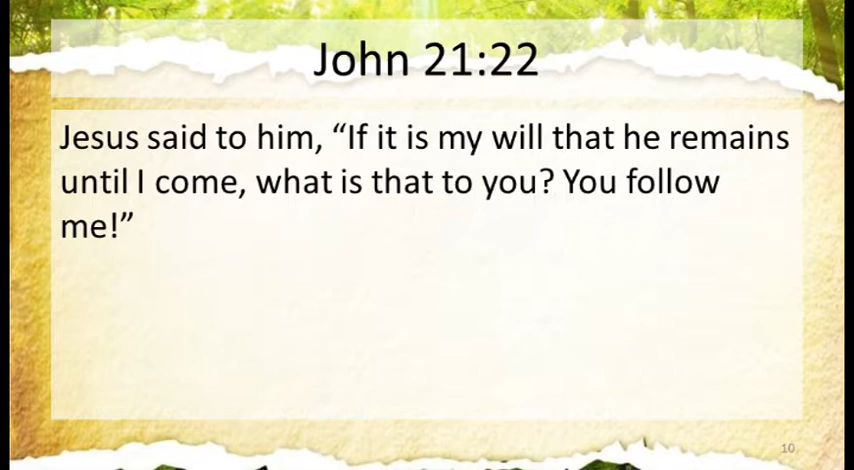 John 21:22
Jesus said to him, “If it is my will that he remains
until I come, what is that to you? You follow
me!”
10